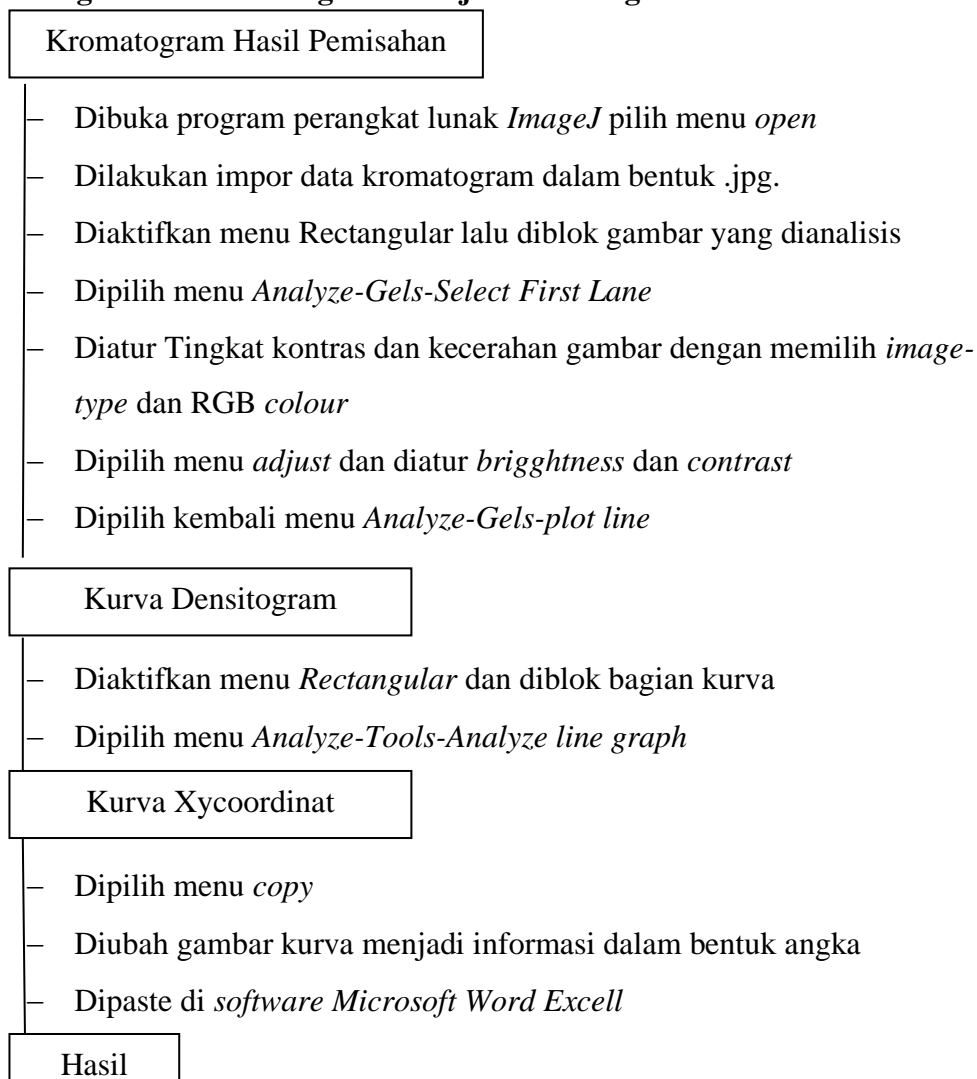 Kromatogram Hasil Pemisahan
– Dibuka program perangkat lunak ImageJ pilih menu open
– Dilakukan impor data kromatogram dalam bentuk .jpg.
– Diaktifkan menu Rectangular lalu diblok gambar yang dianalisis
– Dipilih menu Analyze-Gels-Select First Lane
– Diatur Tingkat kontras dan kecerahan gambar dengan memilih image-
type dan RGB colour
– Dipilih menu adjust dan diatur brigghtness dan contrast
– Dipilih kembali menu Analyze-Gels-plot line
Kurva Densitogram
– Diaktifkan menu Rectangular dan diblok bagian kurva
– Dipilih menu Analyze-Tools-Analyze line graph
Kurva Xycoordinat
– Dipilih menu copy
– Diubah gambar kurva menjadi informasi dalam bentuk angka
– Dipaste di software Microsoft Word Excell
Hasil